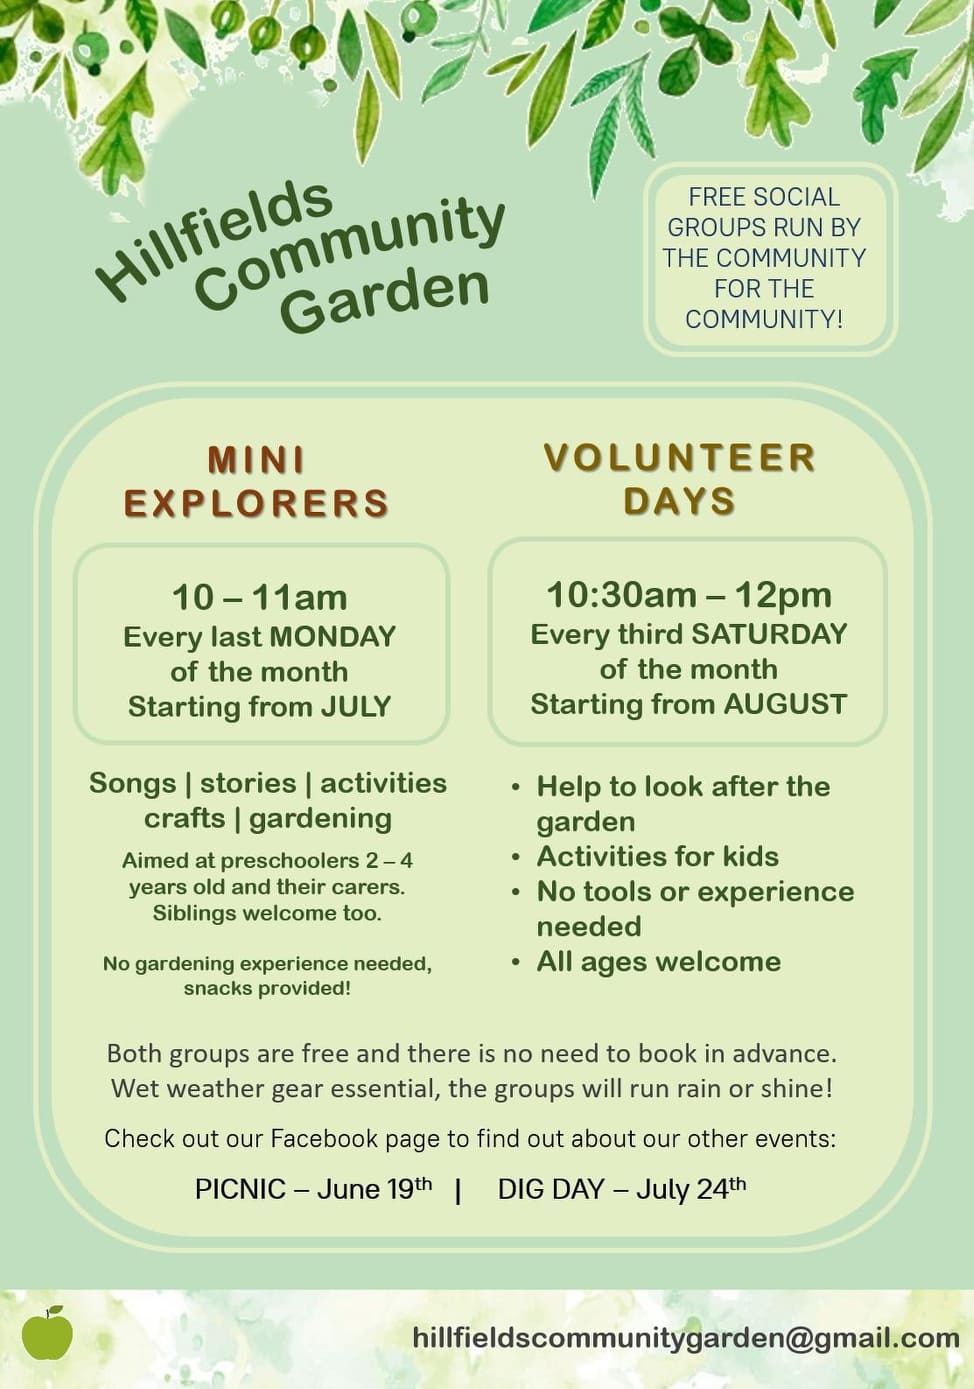 Hillfields
Community
Garden
FREE SOCIAL
GROUPS RUN BY
THE COMMUNITY
FOR THE
COMMUNITY!
MINI
EXPLORERS
10 – 11am
Every last MONDAY
of the month
Starting from JULY
Songs | stories | activities
crafts | gardening
Aimed at preschoolers 2 – 4
years old and their carers.
Siblings welcome too.
No gardening experience needed,
snacks provided!
VOLUNTEER
DAYS
10:30am – 12pm
Every third SATURDAY
of the month
Starting from AUGUST
• Help to look after the
garden
• Activities for kids
• No tools or experience
needed
• All ages welcome
Both groups are free and there is no need to book in advance.
Wet weather gear essential, the groups will run rain or shine!
Check out our Facebook page to find out about our other events:
PICNIC – June 19th | DIG DAY – July 24th
hillfieldscommunitygarden@gmail.com